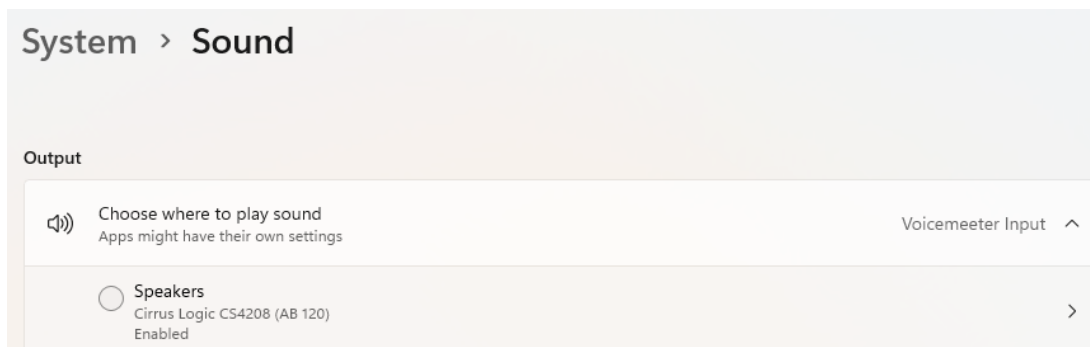 System > Sound
Output
Choose where to play sound
Voicemeeter Input
Apps might have their own settings
Speakers
Cirrus Logic CS4208 (AB 120)
Enabled